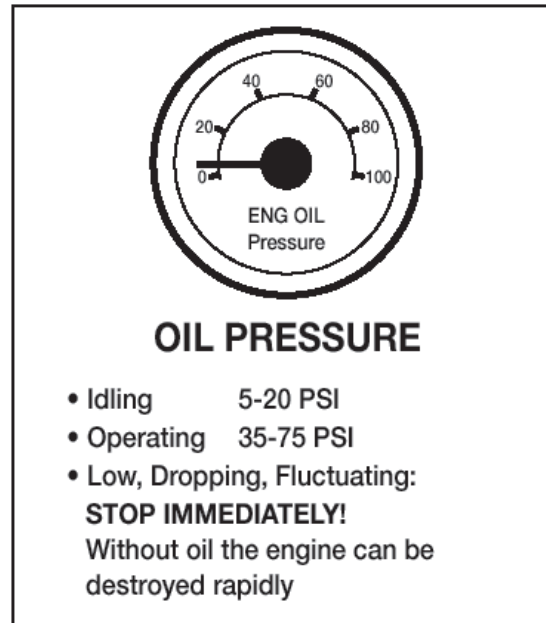 40 60
20 80
0 100
ENG OIL
Pressure
OIL PRESSURE
• Idling 5-20 PSI
• Operating 35-75 PSI
• Low, Dropping, Fluctuating:
STOP IMMEDIATELY!
Without oil the engine can be
destroyed rapidly